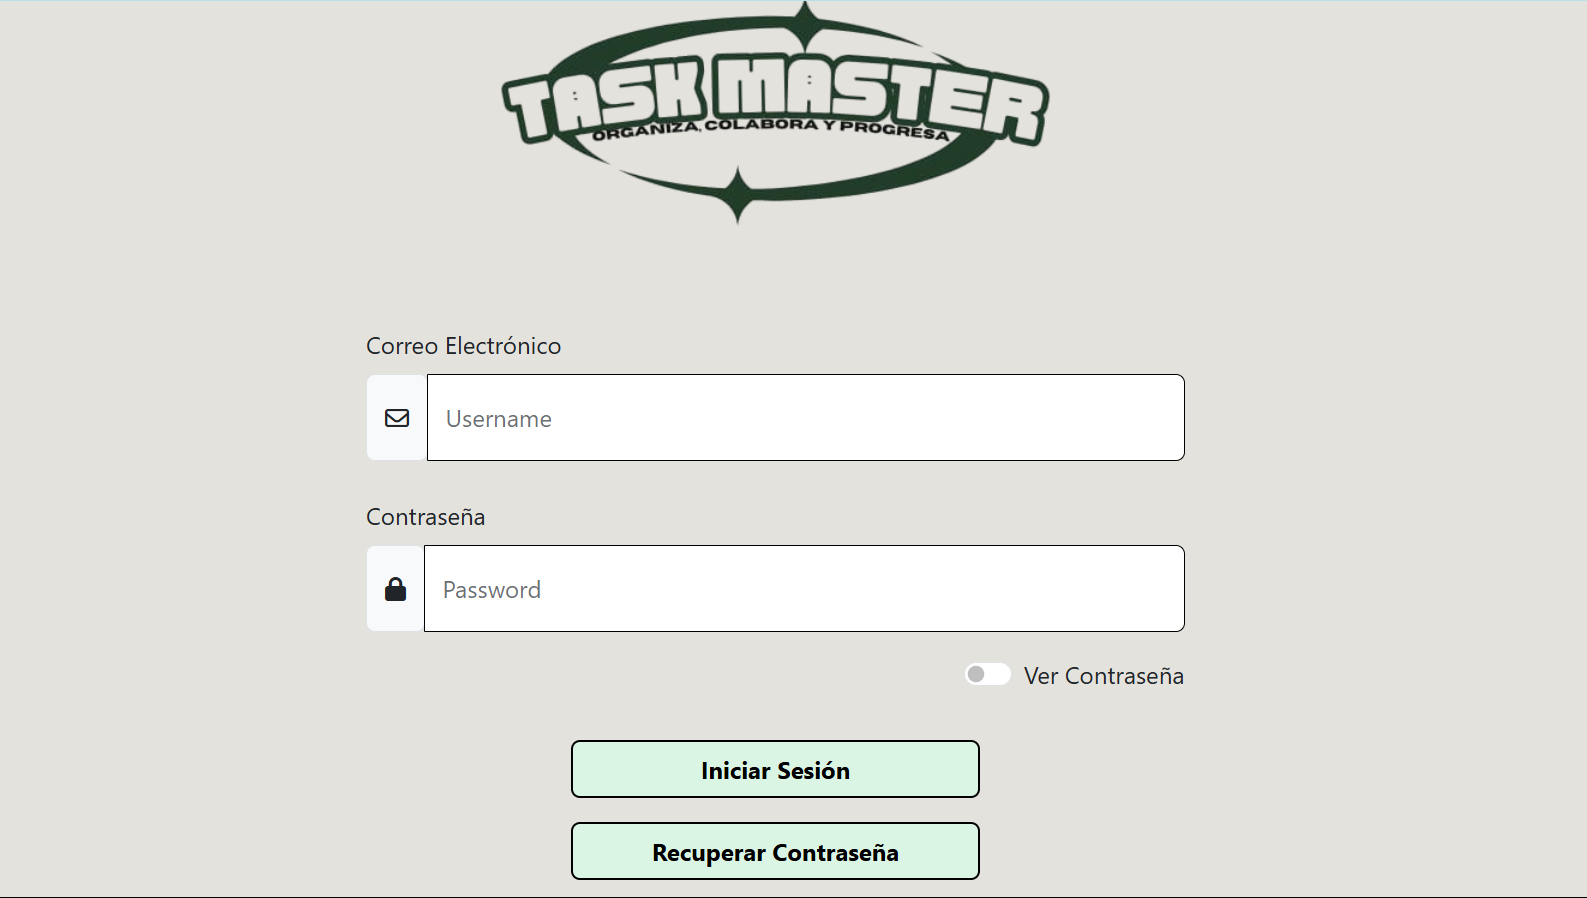 TASK MASTER
ORGANIZA, COLABORA Y PROGRESA
Correo Electrónico
Username
Contraseña
Password
Ver Contraseña
Iniciar Sesión
Recuperar Contraseña